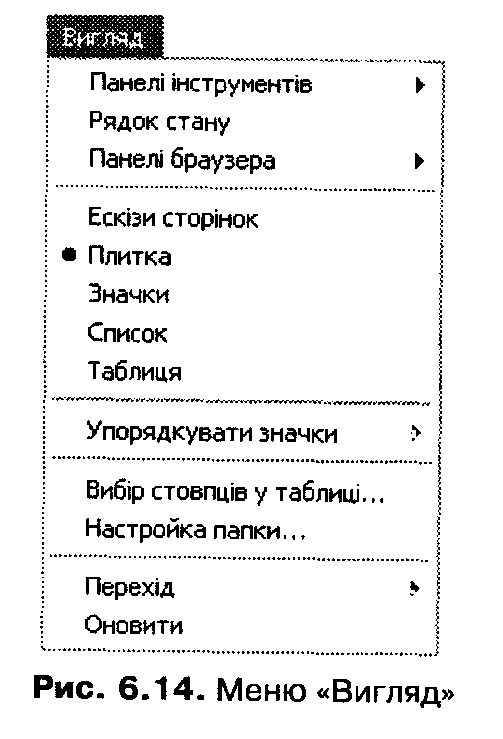 Вигляд
Панелі інструментів
Рядок стану
Панелі браузера
Ескізи сторінок
Плитка
Значки
Список
Таблиця
Упорядкувати значки
Вибір стовпців у таблиці...
Настройка папки...
Перехід
Оновити
Рис. 6.14. Меню «Вигляд»